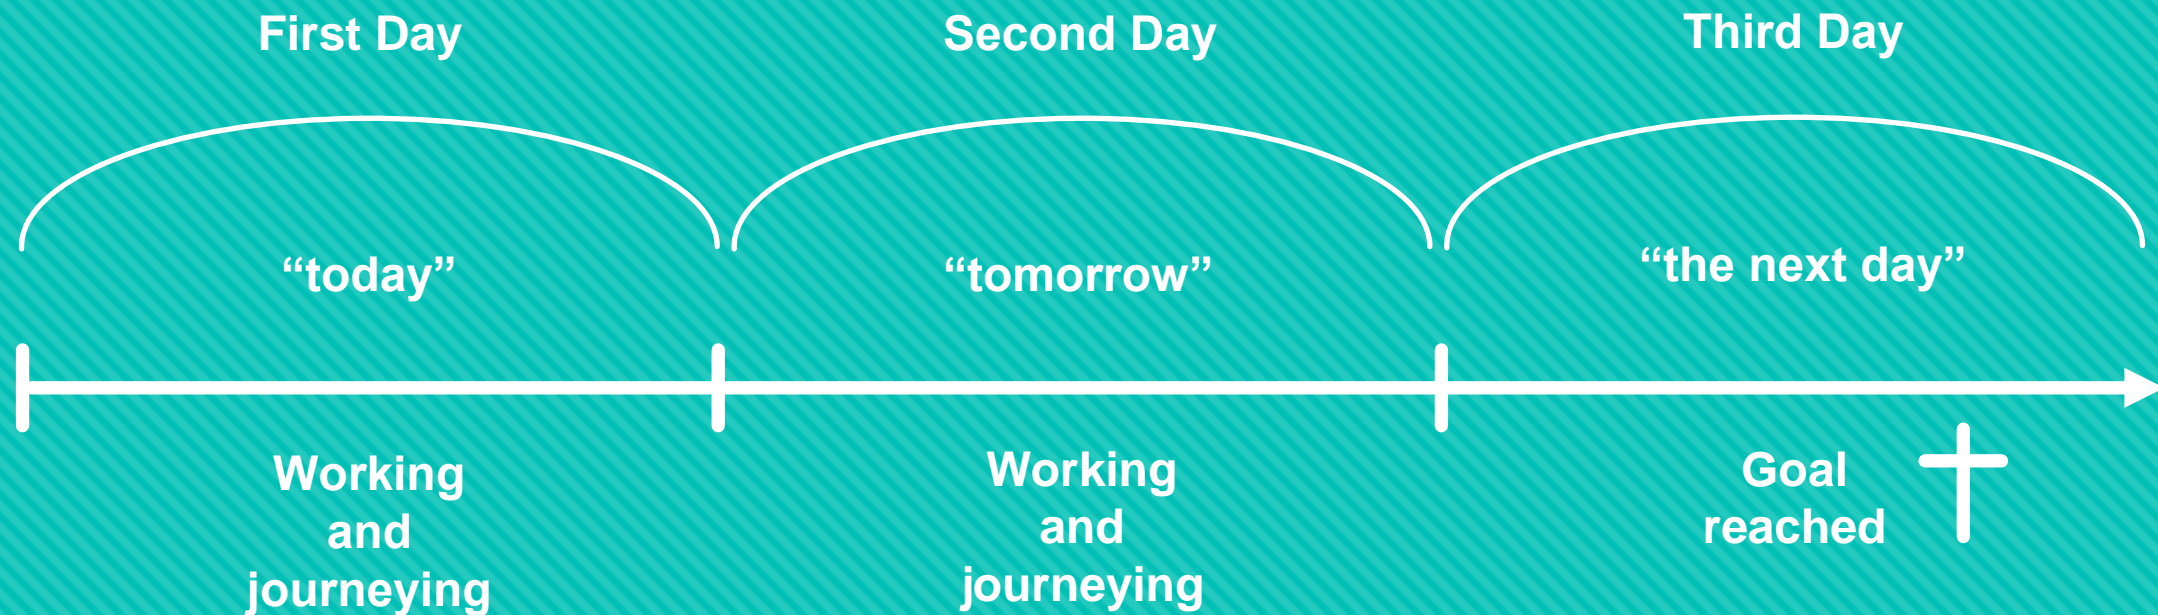 First Day
Second Day
Third Day
“today”
“tomorrow”
“the next day”
Working
and
journeying
Working
and
journeying
Goal
reached